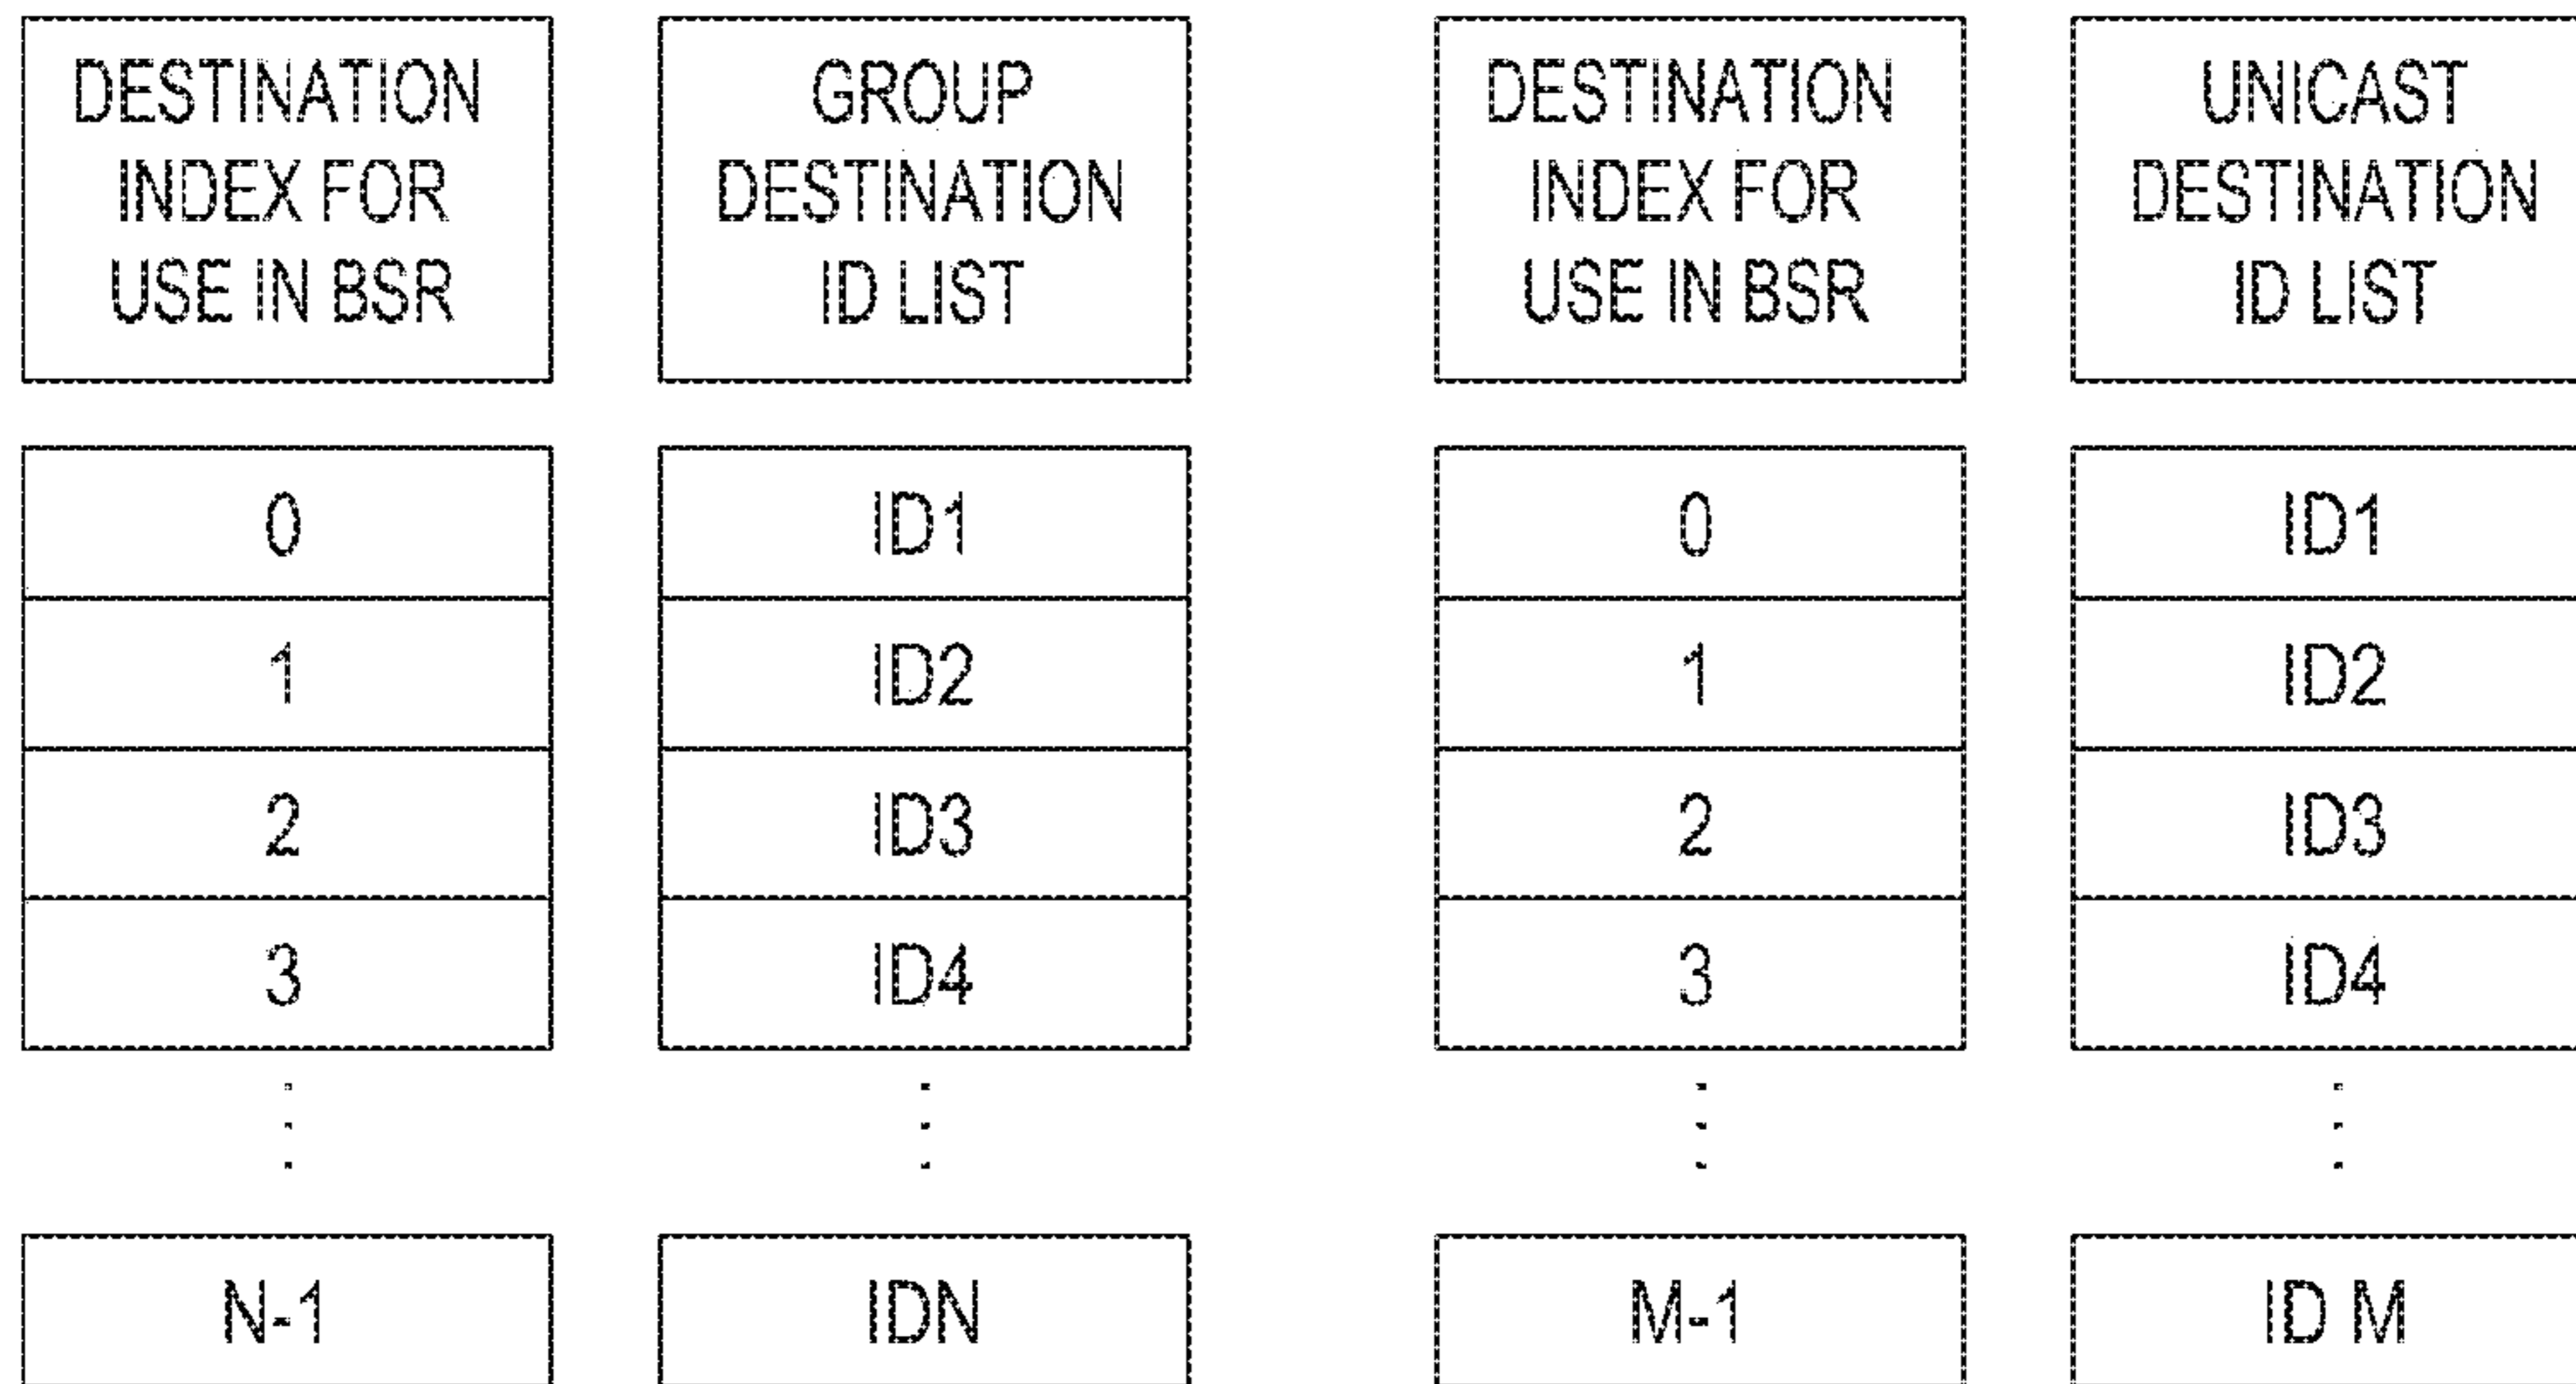 DESTINATION
INDEX FOR
USE IN BSR
GROUP
DESTINATION
ID LIST
DESTINATION
INDEX FOR
USE IN BSR
UNICAST
DESTINATION
ID LIST
0
ID1
0
ID1
1
ID2
1
ID2
2
ID3
2
ID3
3
ID4
3
ID4
N-1
IDN
M-1
ID M